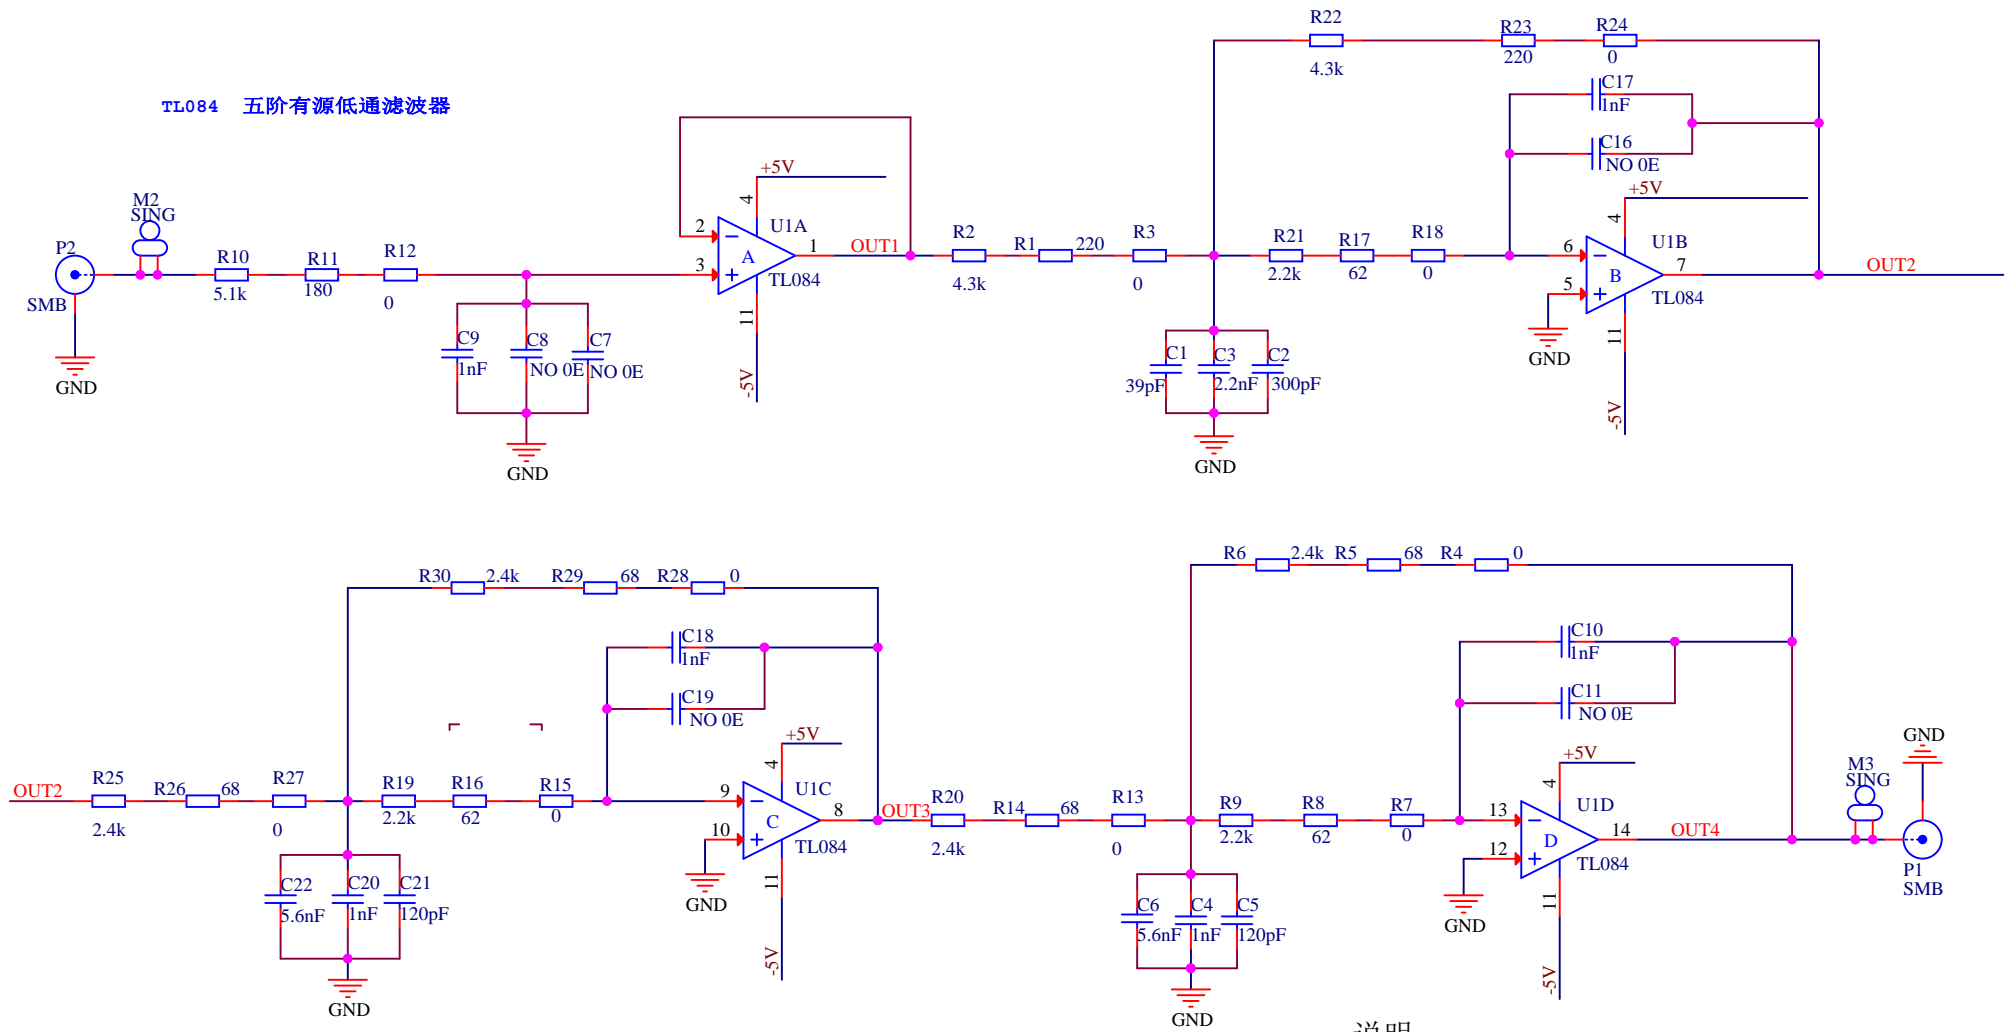 TL084 五阶有源低通滤波器
R22
4.3k
R23
220
R24
0
C17
1nF
C16
NO 0E
+5V
4
6
5
U1B
B
7
TL084
11
-5V
GND
OUT2
P2
SMB
GND
M2
SING
R10
5.1k
R11
180
R12
0
C9
1nF
C8
NO 0E
C7
NO 0E
GND
+5V
4
2
3
U1A
A
1
TL084
11
-5V
OUT1
R2
4.3k
R1
220
R3
0
R21
2.2k
R17
62
R18
0
C1
39pF
C3
2.2nF
C2
300pF
GND
R30
2.4k
R29
68
R28
0
C18
1nF
C19
NO 0E
OUT2
R25
2.4k
R26
68
R27
0
R19
2.2k
R16
62
R15
0
C22
5.6nF
C20
1nF
C21
120pF
GND
+5V
4
9
10
U1C
C
8
TL084
11
-5V
GND
OUT3
R20
2.4k
R14
68
R13
0
R6
2.4k
R5
68
R4
0
C10
1nF
C11
NO 0E
R9
2.2k
R8
62
R7
0
C6
5.6nF
C4
1nF
C5
120pF
GND
+5V
4
13
12
U1D
D
14
TL084
11
-5V
GND
OUT4
M3
SING
GND
P1
SMB